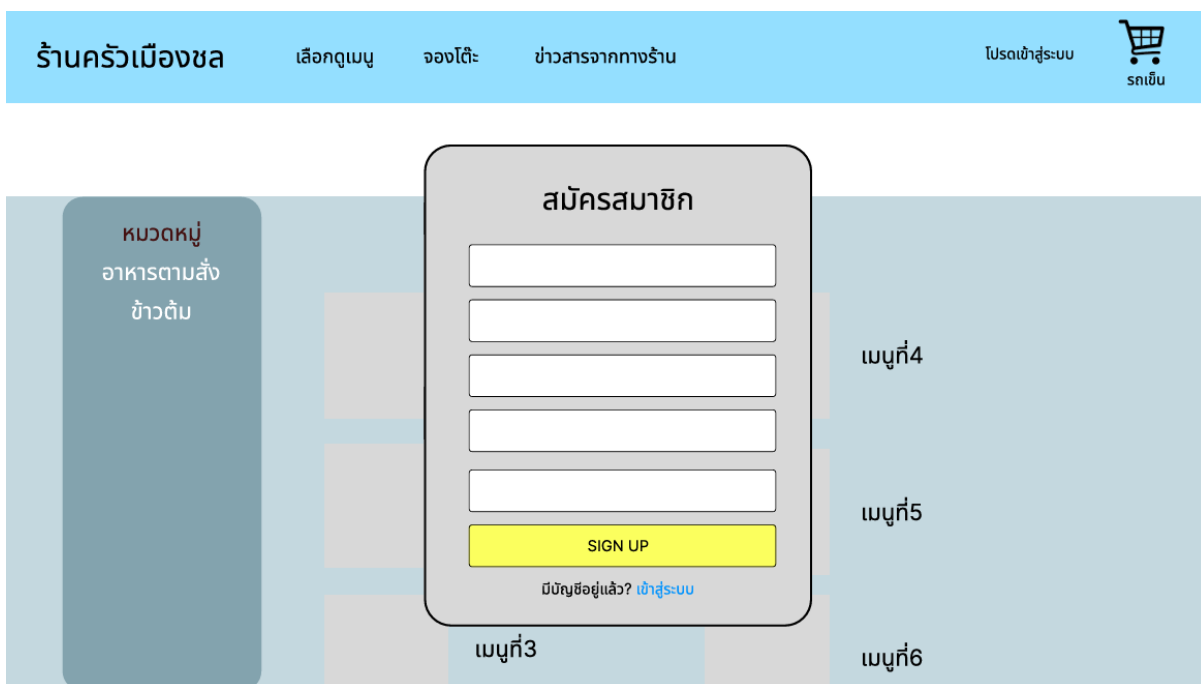 ร้านครัวเมืองชล เลือกดูเมนู จองโต๊ะ ข่าวสารจากทางร้าน โปรดเข้าสู่ระบบ
รถเข็น
สมัครสมาชิก
หมวดหมู่
อาหารตามสั่ง
ข้าวต้ม
เมนูที่4
เมนูที่5
SIGN UP
มีบัญชีอยู่แล้ว? เข้าสู่ระบบ
เมนูที่3
เมนูที่6